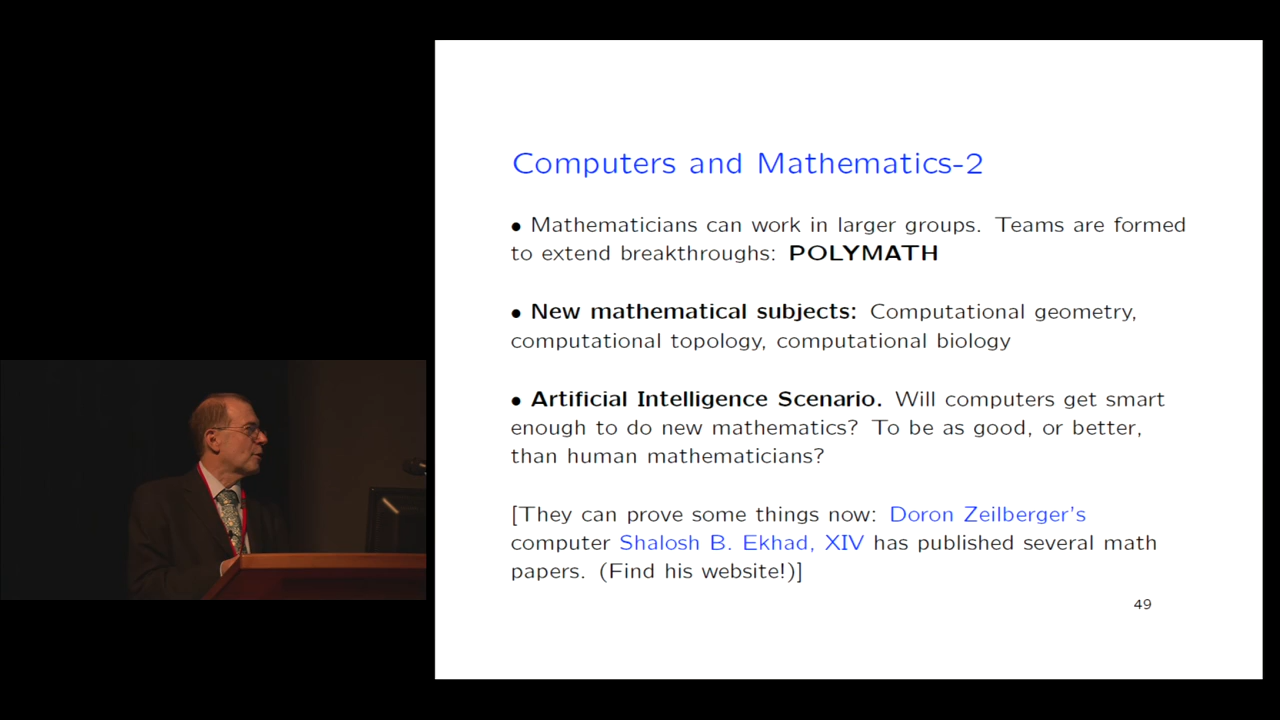 Computers and Mathematics-2
• Mathematicians can work in larger groups. Teams are formed
to extend breakthroughs: POLYMATH
• New mathematical subjects: Computational geometry,
computational topology, computational biology
• Artificial Intelligence Scenario. Will computers get smart
enough to do new mathematics? To be as good, or better,
than human mathematicians?
[They can prove some things now: Doron Zeilberger's
computer Shalosh B. Ekhad, XIV has published several math
papers. (Find his website!)]
49